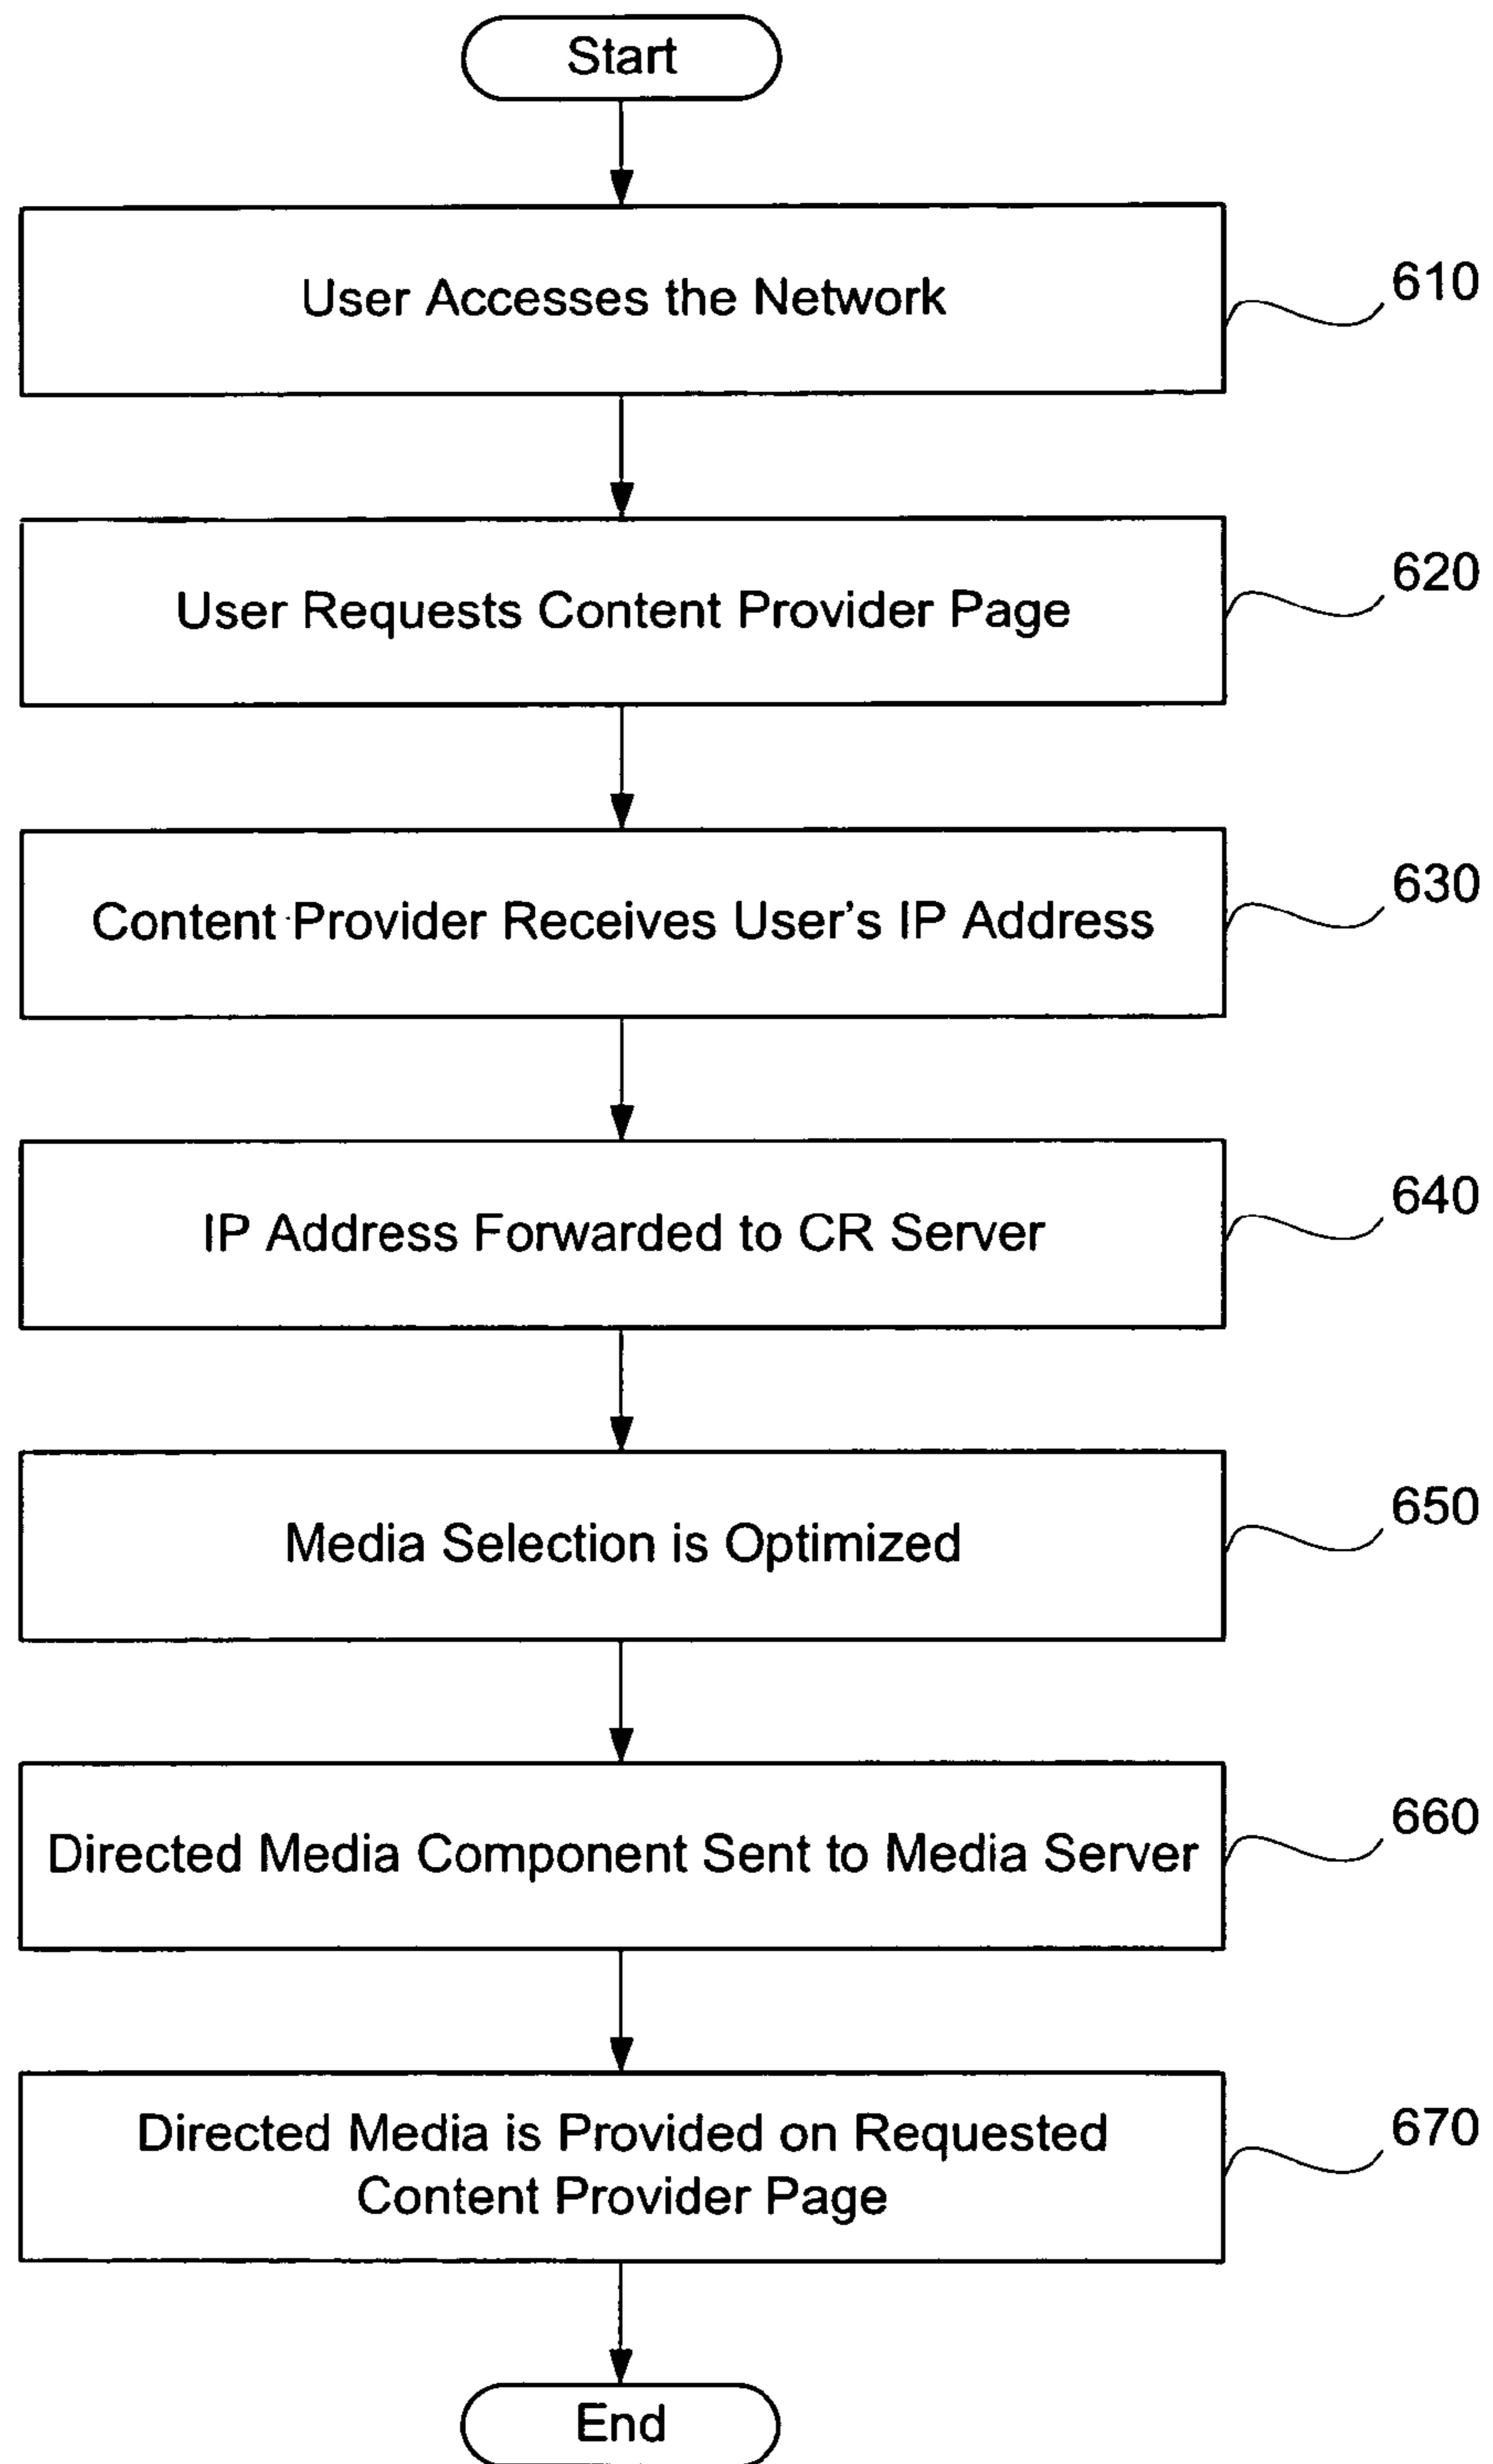 Start
User Accesses the Network
610
User Requests Content Provider Page
620
Content Provider Receives User's IP Address
630
IP Address Forwarded to CR Server
640
Media Selection is Optimized
650
Directed Media Component Sent to Media Server
660
Directed Media is Provided on Requested
Content Provider Page
670
End